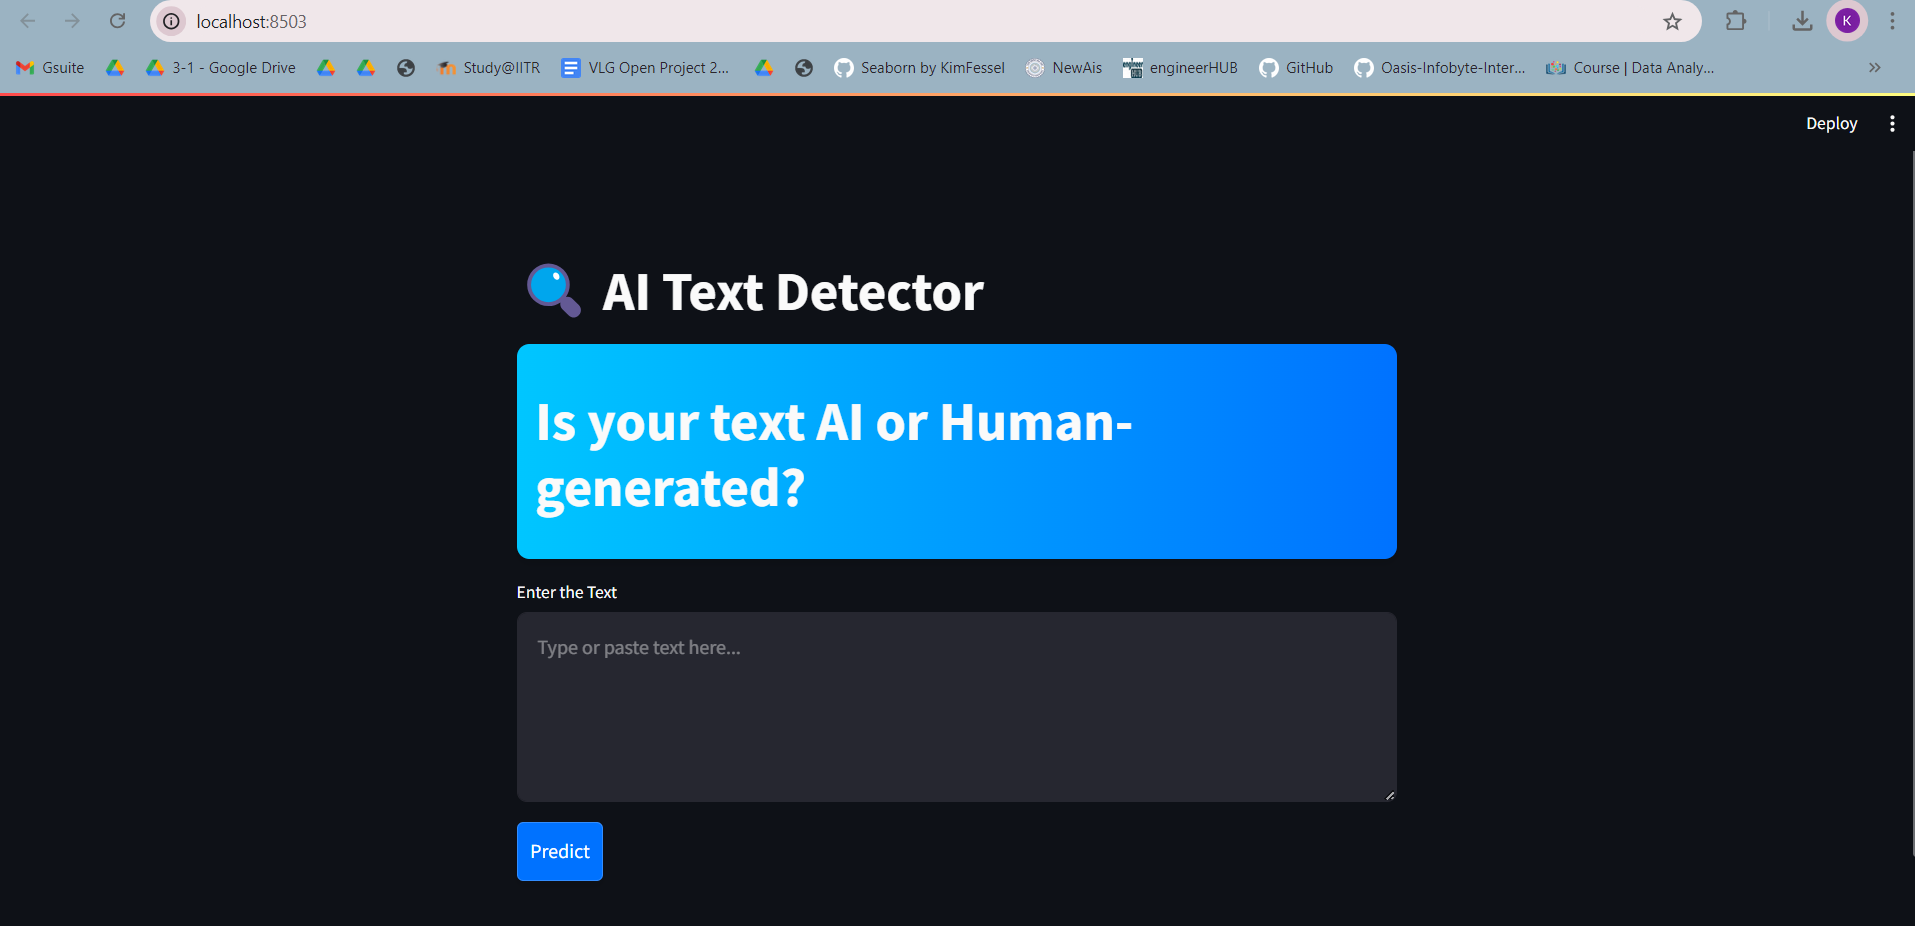 localhost:8503
K
Gsuite
3-1 - Google Drive
Study@IITR
VLG Open Project 2...
Seaborn by KimFessel
NewAis
engineerHUB
GitHub
Oasis-Infobyte-Inter...
Course | Data Analy...
Deploy
AI Text Detector
Is your text AI or Human-
generated?
Enter the Text
Type or paste text here...
Predict